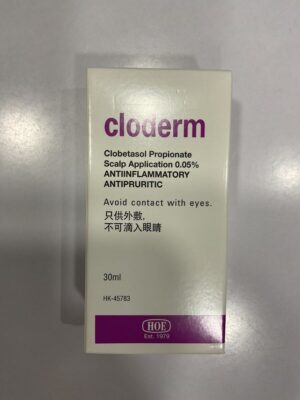 cloderm
Clobetasol Propionate
Scalp Application 0.05%
ANTIINFLAMMATORY
ANTIPRURITIC
Avoid contact with eyes.
只供外敷,
不可滴入眼睛
30ml
HK-45783
HOE
Est. 1979